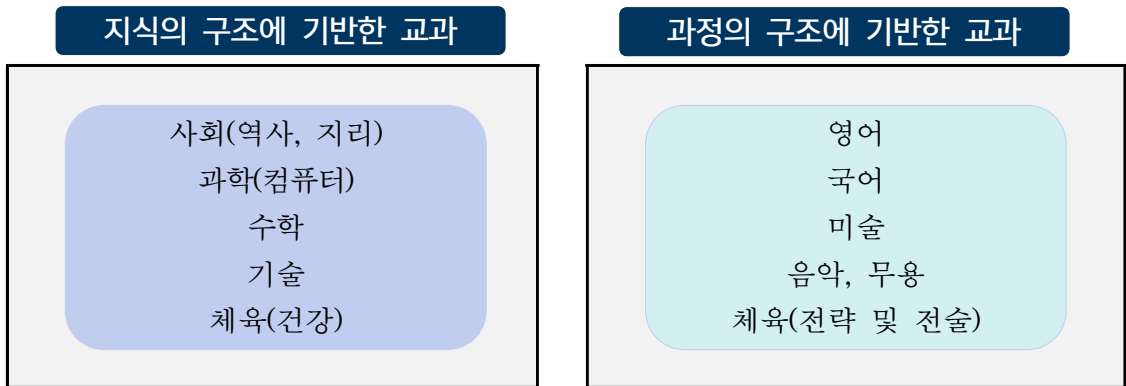 지식의 구조에 기반한 교과
사회(역사, 지리)
과학(컴퓨터)
수학
기술
체육(건강)
과정의 구조에 기반한 교과
영어
국어
미술
음악, 무용
체육(전략 및 전술)